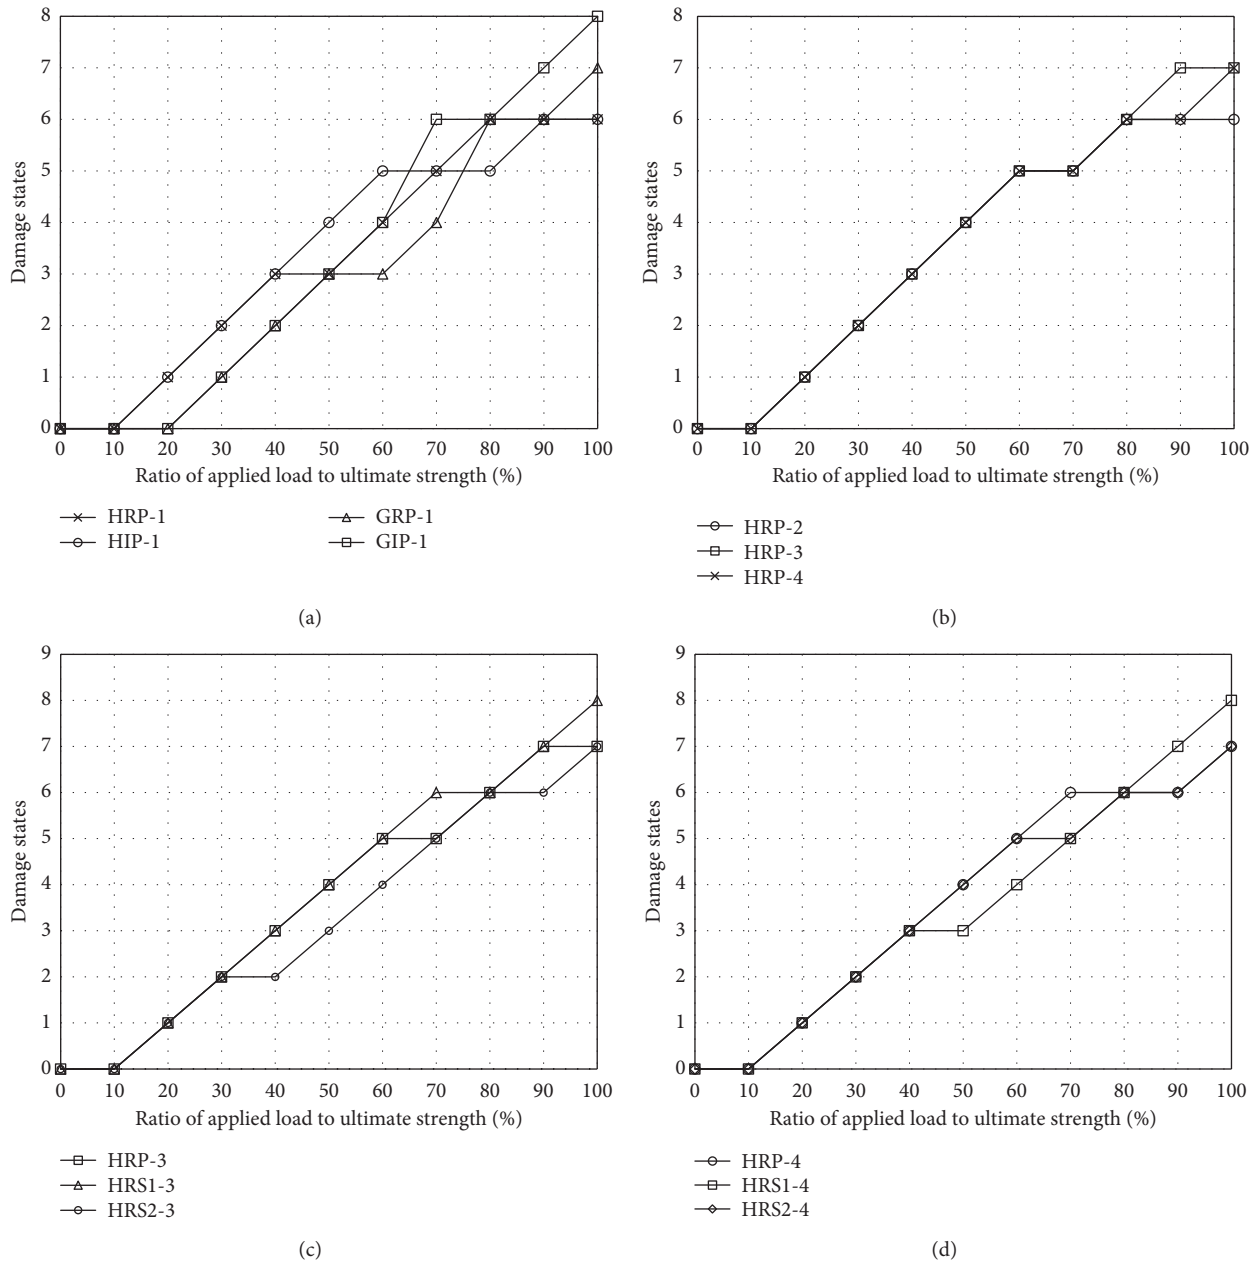 8
7
6
5
4
3
2
1
0
Damage states
0 10 20 30 40 50 60 70 80 90 100
Ratio of applied load to ultimate strength (%)
HRP-1 GRP-1
HIP-1 GIP-1
(a)
8
7
6
5
4
3
2
1
0
Damage states
0 10 20 30 40 50 60 70 80 90 100
Ratio of applied load to ultimate strength (%)
HRP-2
HRP-3
HRP-4
(b)
9
8
7
6
5
4
3
2
1
0
Damage states
0 10 20 30 40 50 60 70 80 90 100
Ratio of applied load to ultimate strength (%)
HRP-3
HRS1-3
HRS2-3
(c)
9
8
7
6
5
4
3
2
1
0
Damage states
0 10 20 30 40 50 60 70 80 90 100
Ratio of applied load to ultimate strength (%)
HRP-4
HRS1-4
HRS2-4
(d)